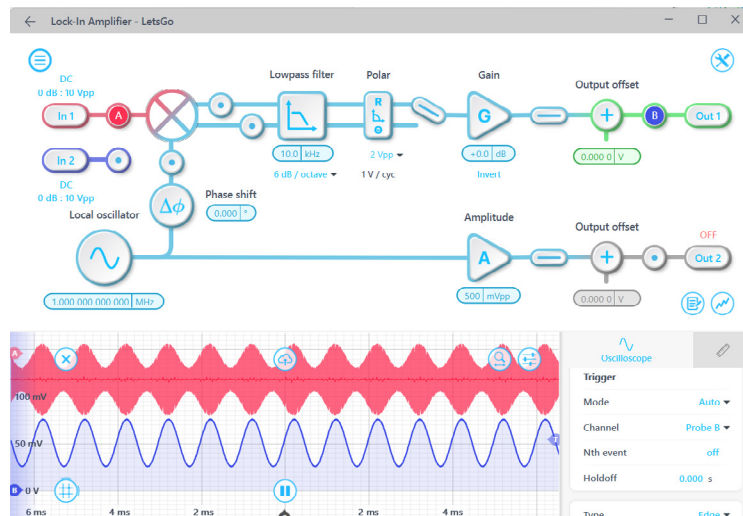 Lock-In Amplifier - LetsGo
DC
0 dB : 10 Vpp
In 1
A
In 2
DC
0 dB : 10 Vpp
Lowpass filter
10.0 kHz
6 dB / octave
Polar
R
Θ
2 Vpp
1 V / cyc
Gain
G
+0.0 dB
Invert
Output offset
+
B
Out 1
0.000 0 V
Δϕ
Phase shift
0.000 °
Local oscillator
1.000 000 000 000 MHz
Amplitude
A
500 mVpp
Output offset
+
OFF
Out 2
0.000 0 V
A
100 mV
50 mV
B 0 V
T
6 ms 4 ms 2 ms 2 ms 4 ms
Oscilloscope
Trigger
Mode Auto
Channel Probe B
Nth event off
Holdoff 0.000 s
Type Edge